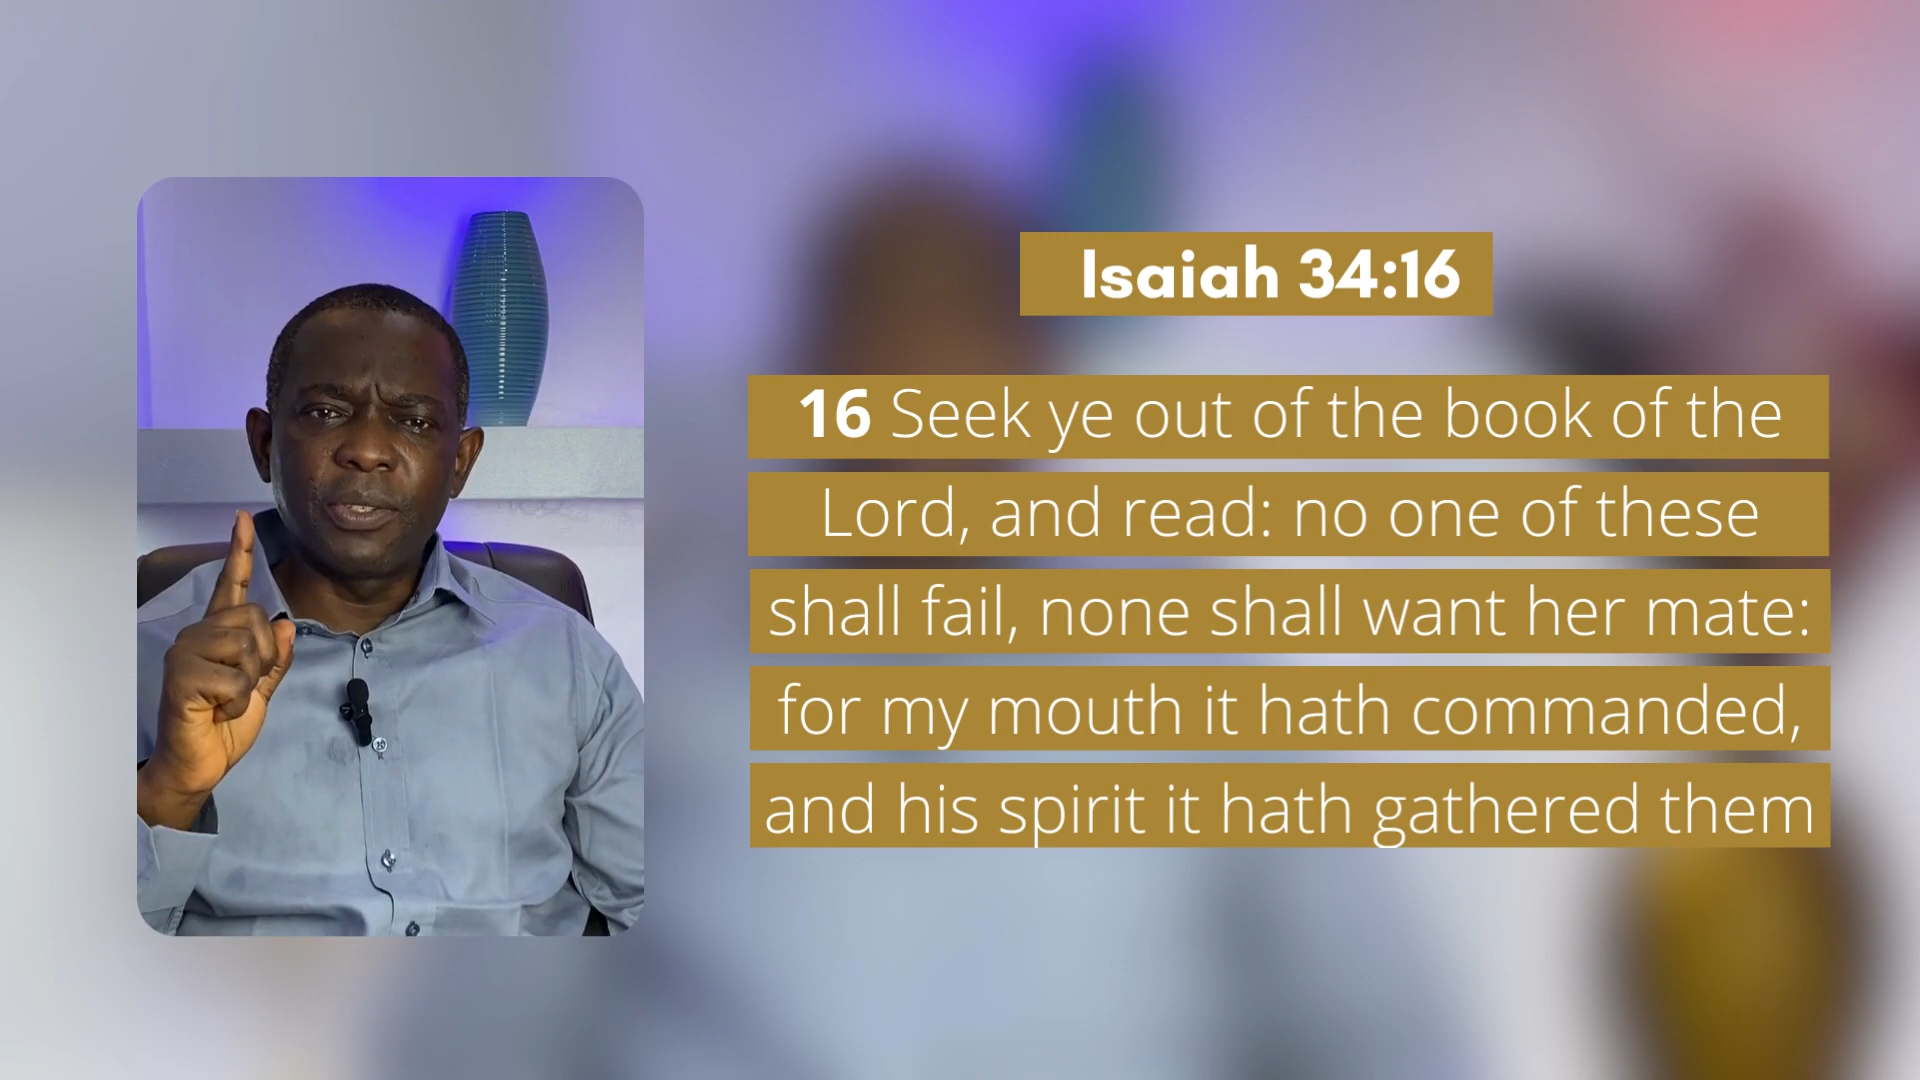 Isaiah 34:16
16 Seek ye out of the book of the
Lord, and read: no one of these
shall fail, none shall want her mate:
for my mouth it hath commanded,
and his spirit it hath gathered them